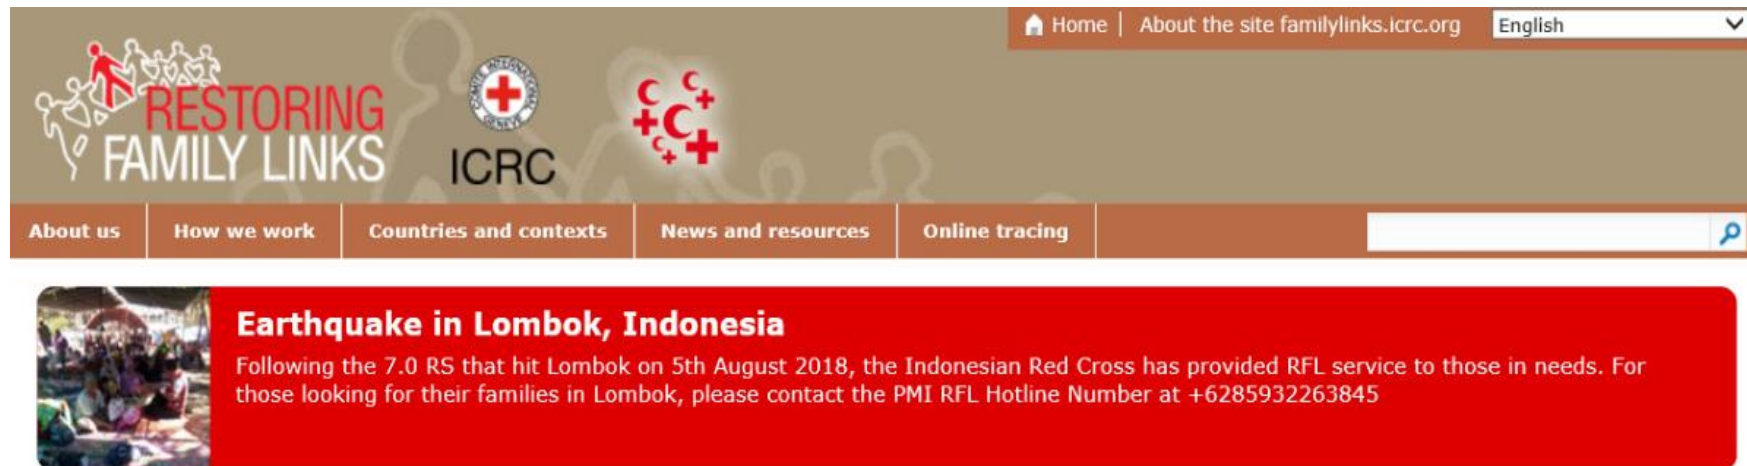 Home | About the site familylinks.icrc.org English
RESTORING
FAMILY LINKS
COMITE INTERNATIONAL
GENEVE
ICRC
About us How we work Countries and contexts News and resources Online tracing
Earthquake in Lombok, Indonesia
Following the 7.0 RS that hit Lombok on 5th August 2018, the Indonesian Red Cross has provided RFL service to those in needs. For
those looking for their families in Lombok, please contact the PMI RFL Hotline Number at +6285932263845